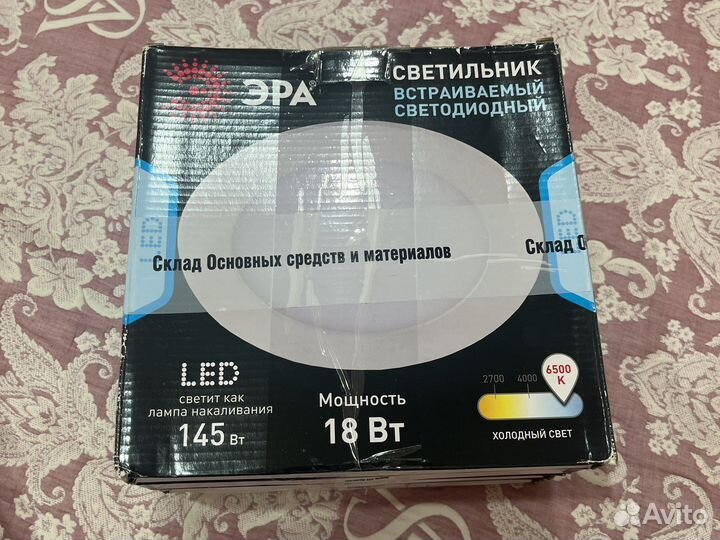 ЭРА®
СВЕТИЛЬНИК
ВСТРАИВАЕМЫЙ
СВЕТОДИОДНЫЙ
LED
LED
Склад Основных средств и материалов
Склад О
LED
светит как
лампа накаливания
145 Вт
Мощность
18 Вт
2700
4000
6500
K
ХОЛОДНЫЙ СВЕТ
Avito